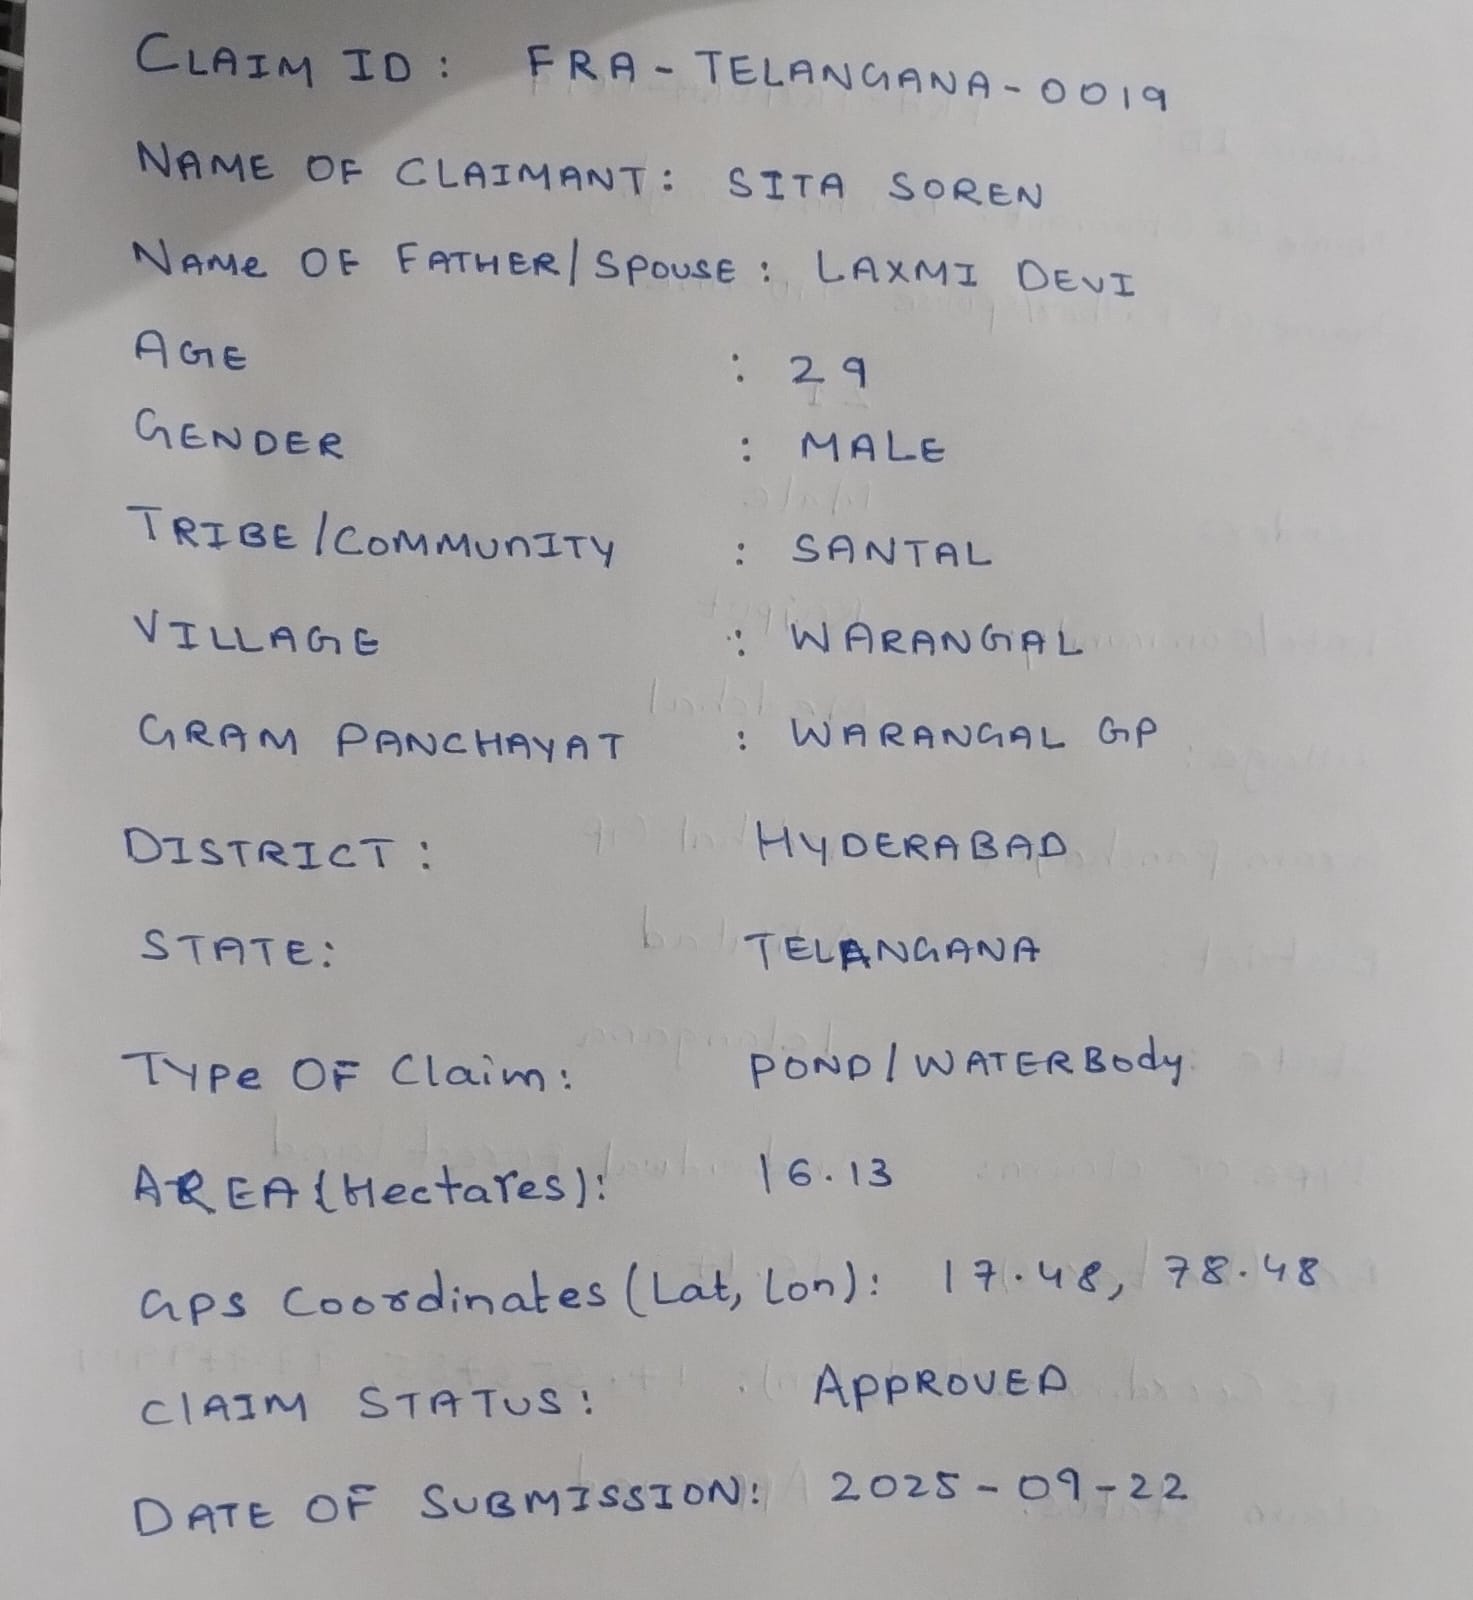 CLAIM ID : FRA - TELANGANA - 0019
NAME OF CLAIMANT : SITA SOREN
NAMe OF FATHER/SPOUSE : LAXMI DEVI
AGE : 29
GENDER : MALE
TRIBE/COMMUnITY : SANTAL
VILLAGE : WARANGAL
GRAM PANCHAYAT : WARANGAL GP
DISTRICT : HYDERABAD
STATE: TELANGANA
TYPe OF Claim: POND/WATERBody
AREA (Hectares): 16.13
GPS Coordinates (Lat, Lon): 17.48, 78.48
ClAIM STATUS: APPROVED
DATE OF SUBMISSION: 2025-09-22